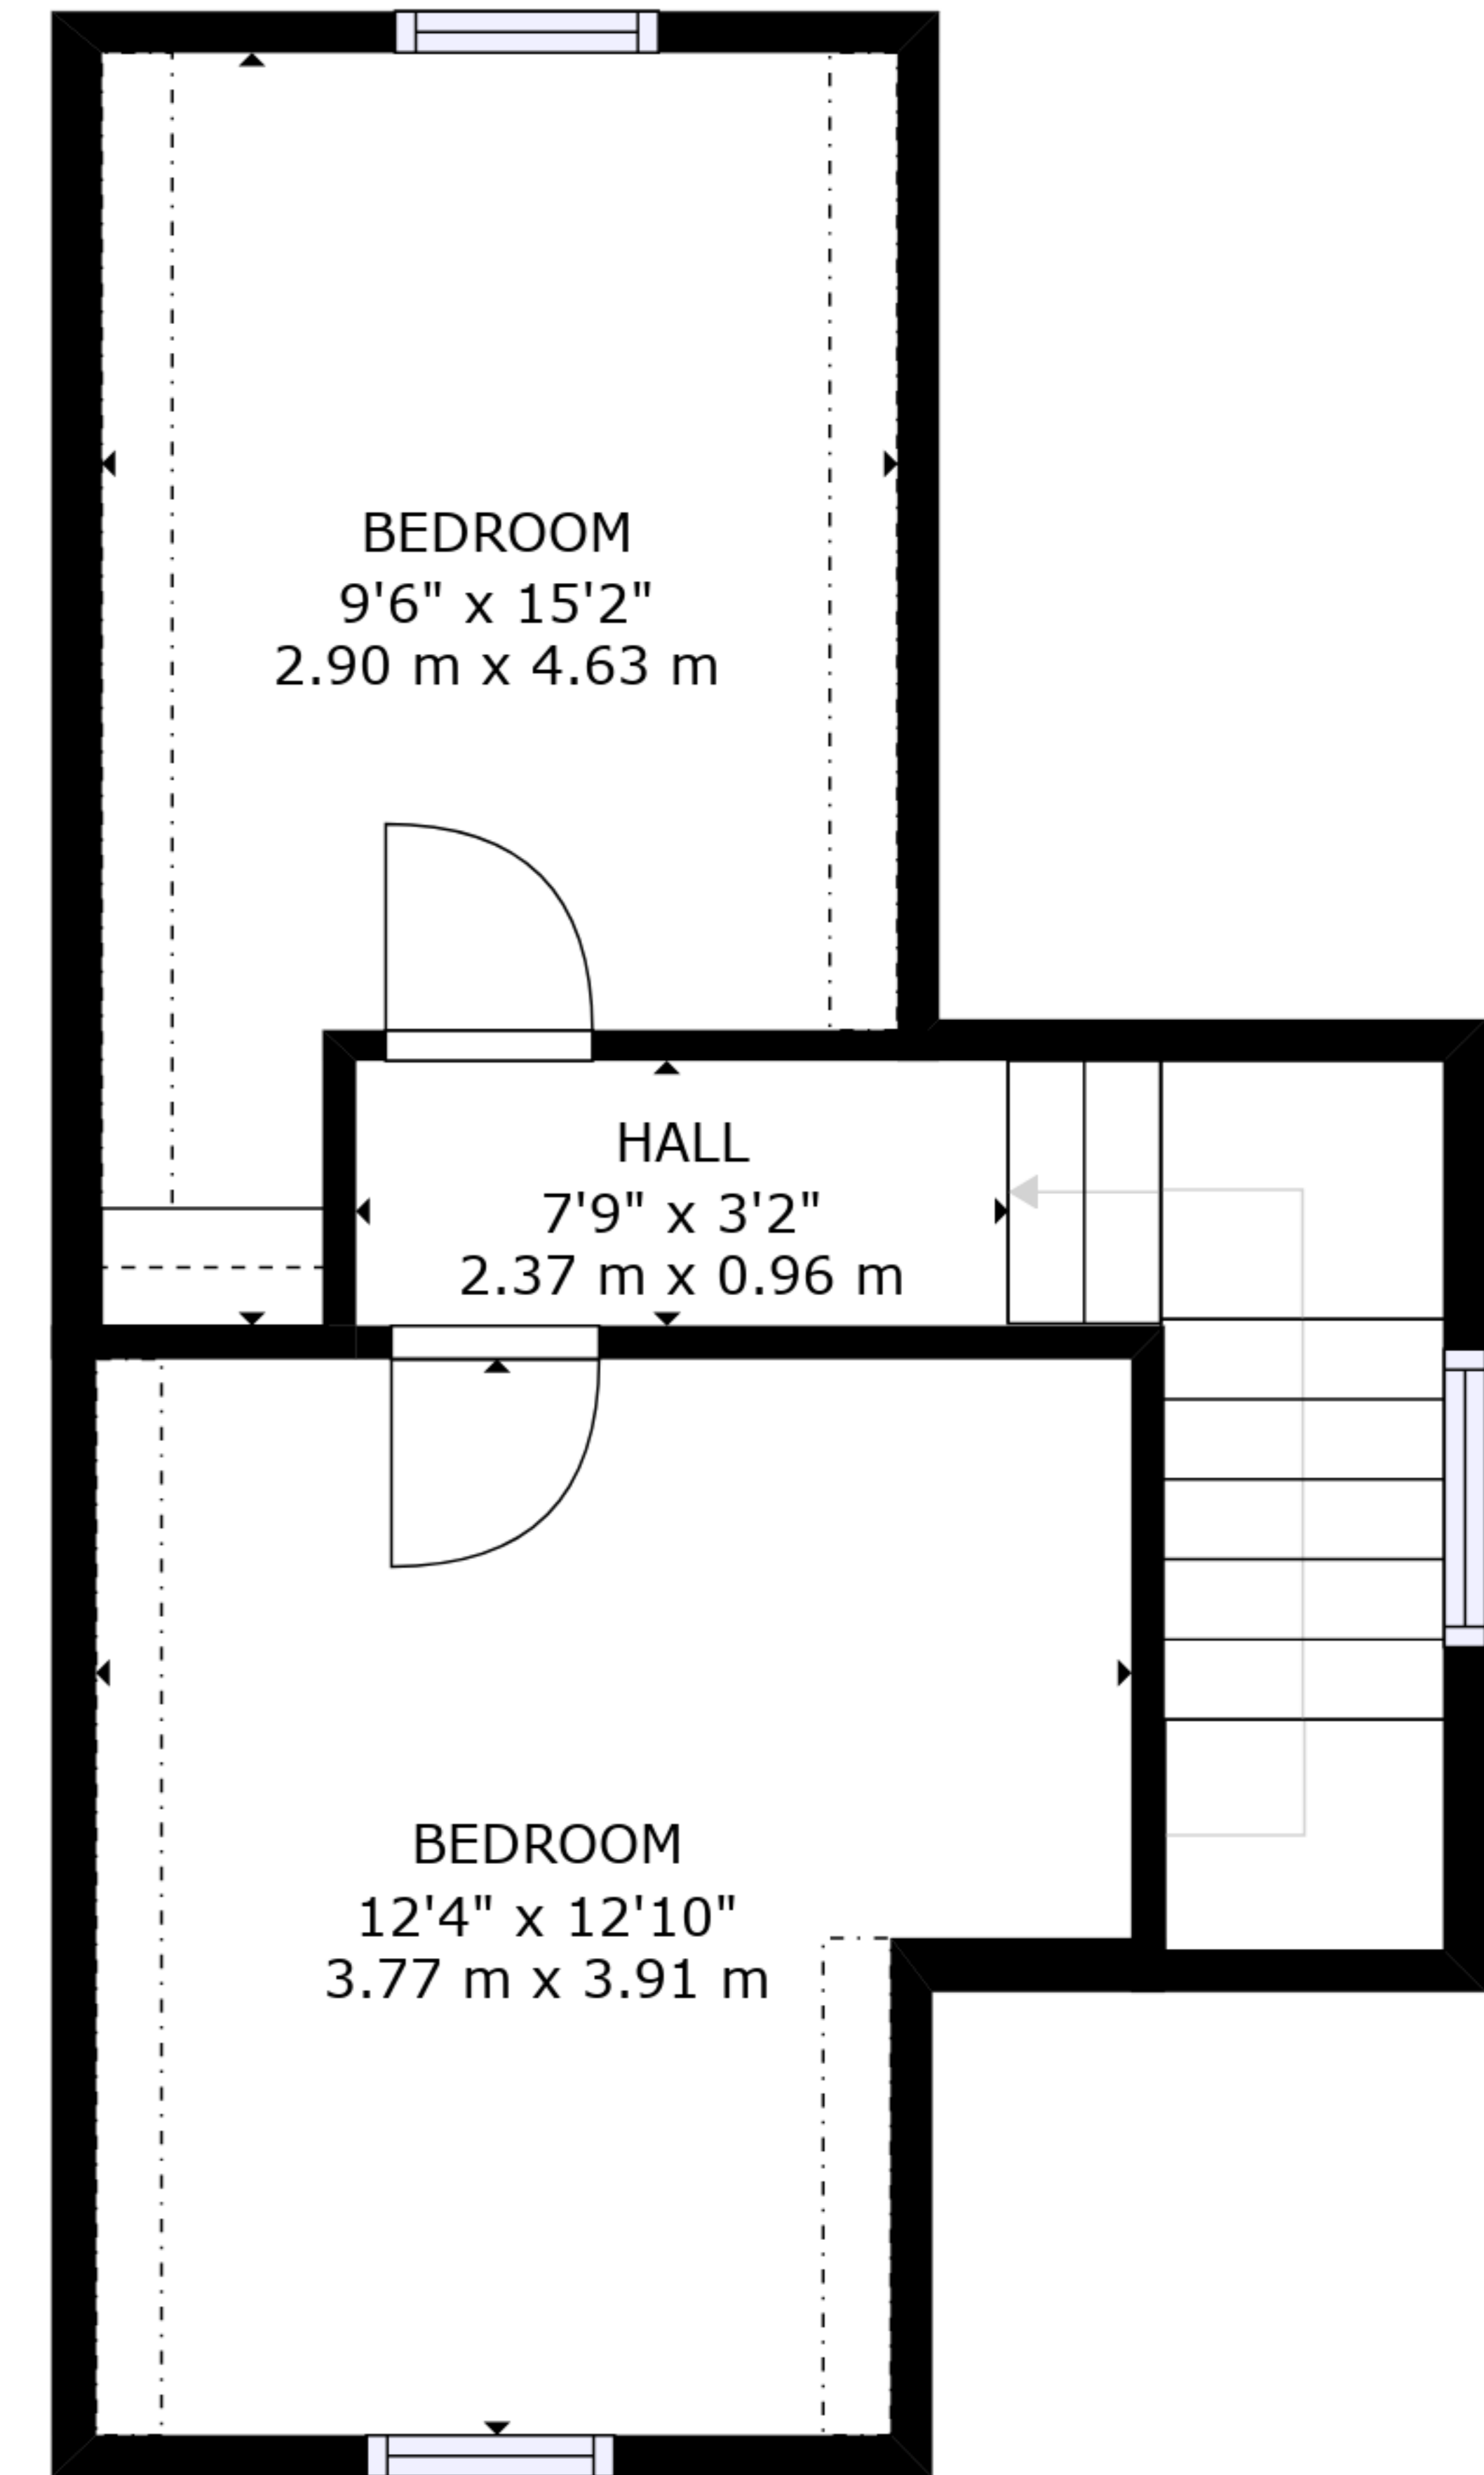 BEDROOM
9'6" x 15'2"
2.90 m x 4.63 m
HALL
7'9" x 3'2"
2.37 m x 0.96 m
BEDROOM
12'4" x 12'10"
3.77 m x 3.91 m